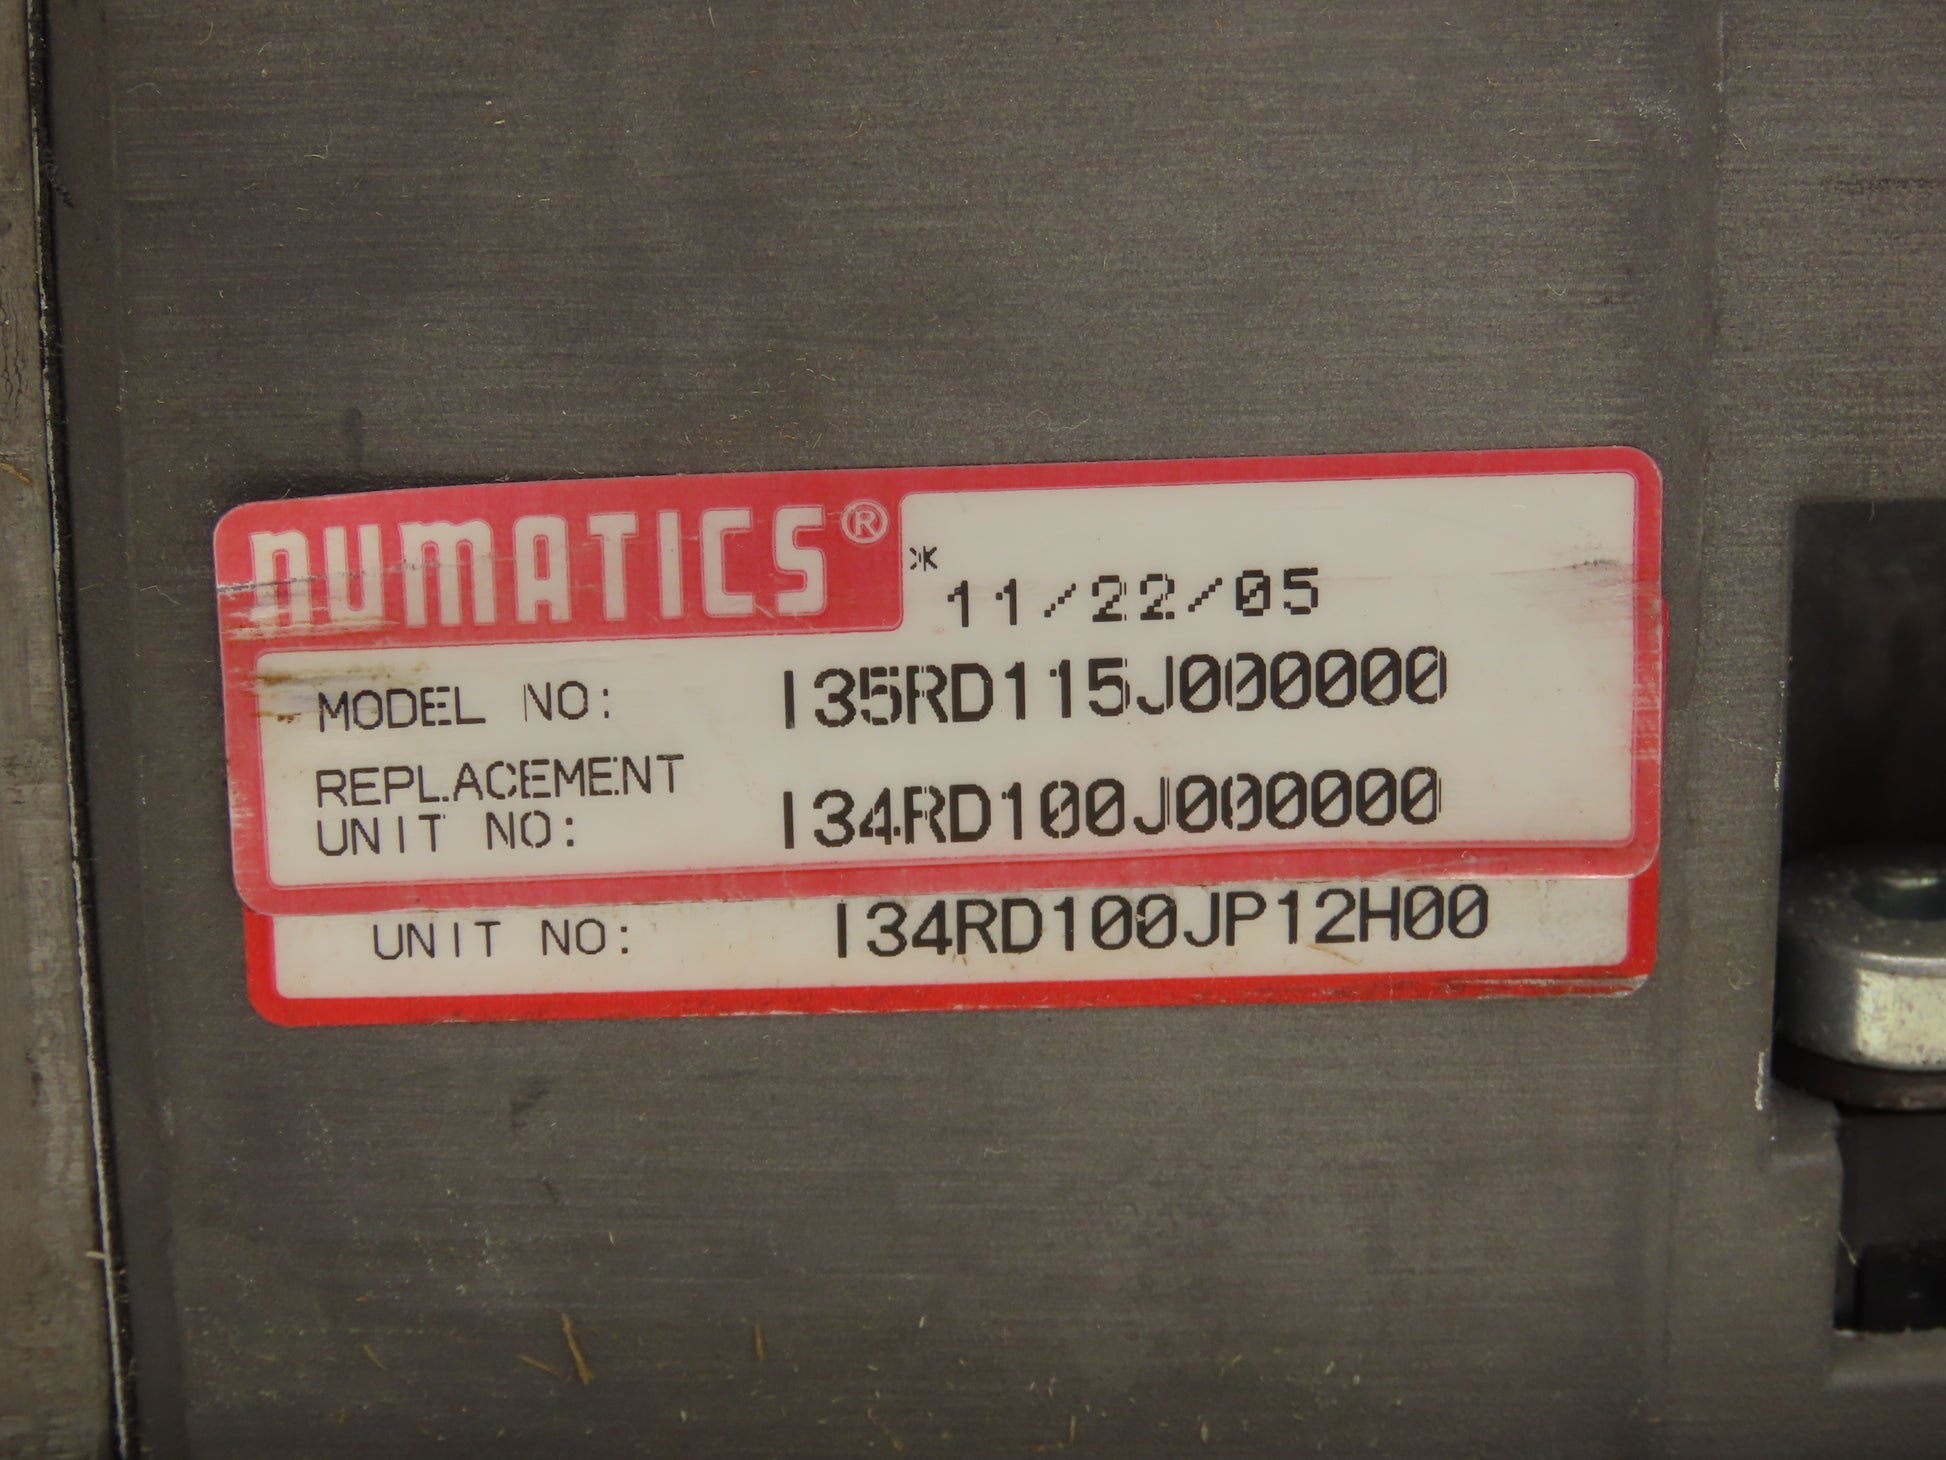 NUMATICS®
* 11/22/05
MODEL NO: I35RD115J000000
REPLACEMENT
UNIT NO: I34RD100J000000
UNIT NO: I34RD100JP12H00